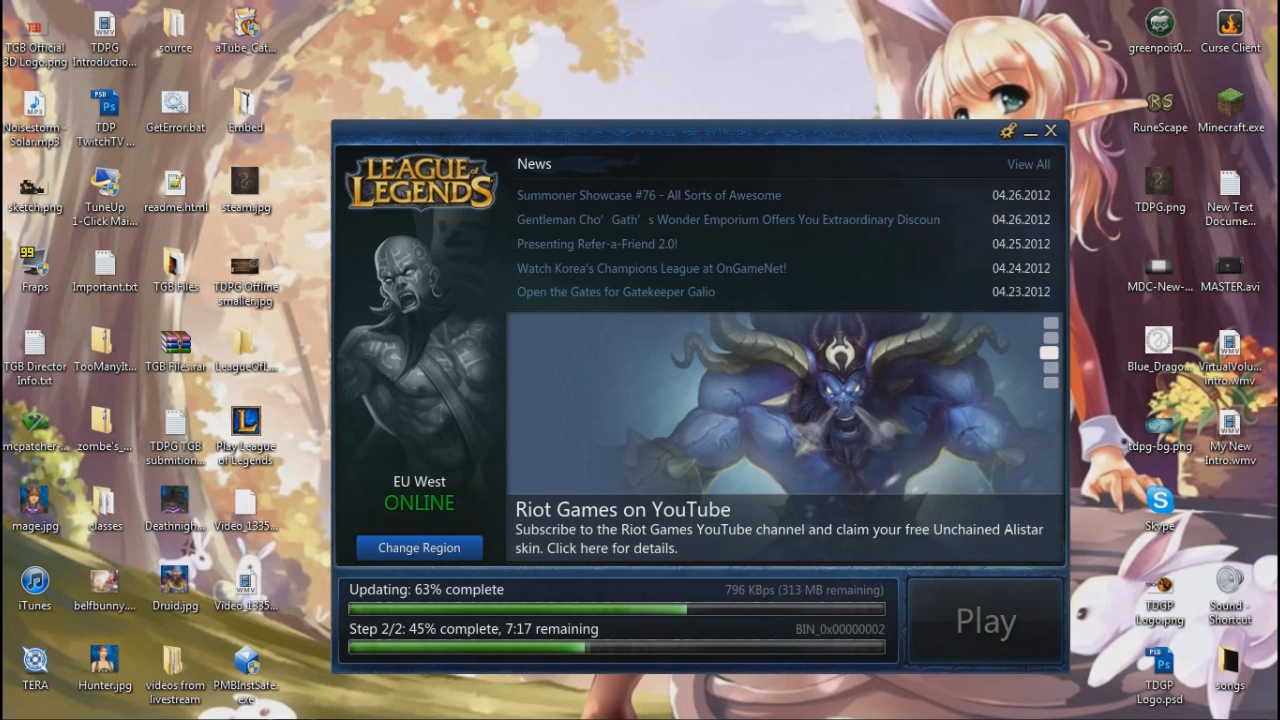 TGB Official
3D Logo.png
TDPG
Introductio...
source
aTube_Cat...
greenpois0...
Curse Client
Noisestorm -
Solar.mp3
TDP
TwitchTV ...
GetError.bat
Embed
RuneScape
Minecraft.exe
sketch.png
TuneUp
1-Click Mai...
readme.html
steam.jpg
TDPG.png
New Text
Docume...
Fraps
Important.txt
TGB Files
TDPG Offline
smaller.jpg
MDC-New-...
MASTER.avi
TGB Director
Info.txt
TooManyIt...
TGB Files.rar
LeagueOfL...
Blue_Drago...
VirtualVolu...
intro.wmv
mcpatcher-...
zombe's_...
TDPG TGB
submition...
Play League
of Legends
tdpg-bg.png
My New
Intro.wmv
mage.jpg
classes
Deathnigh...
Video_1335...
Skype
iTunes
belfbunny....
Druid.jpg
Video_1335...
TDGP
Logo.png
Sound -
Shortcut
TERA
Hunter.jpg
videos from
livestream
PMBInstSafe.
exe
TDGP
Logo.psd
songs
LEAGUE of
LEGENDS
News
View All
Summoner Showcase #76 - All Sorts of Awesome 04.26.2012
Gentleman Cho'Gath's Wonder Emporium Offers You Extraordinary Discoun 04.26.2012
Presenting Refer-a-Friend 2.0! 04.25.2012
Watch Korea's Champions League at OnGameNet! 04.24.2012
Open the Gates for Gatekeeper Galio 04.23.2012
EU West
ONLINE
Change Region
Riot Games on YouTube
Subscribe to the Riot Games YouTube channel and claim your free Unchained Alistar
skin. Click here for details.
Updating: 63% complete 796 KBps (313 MB remaining)
Step 2/2: 45% complete, 7:17 remaining BIN_0x00000002
Play